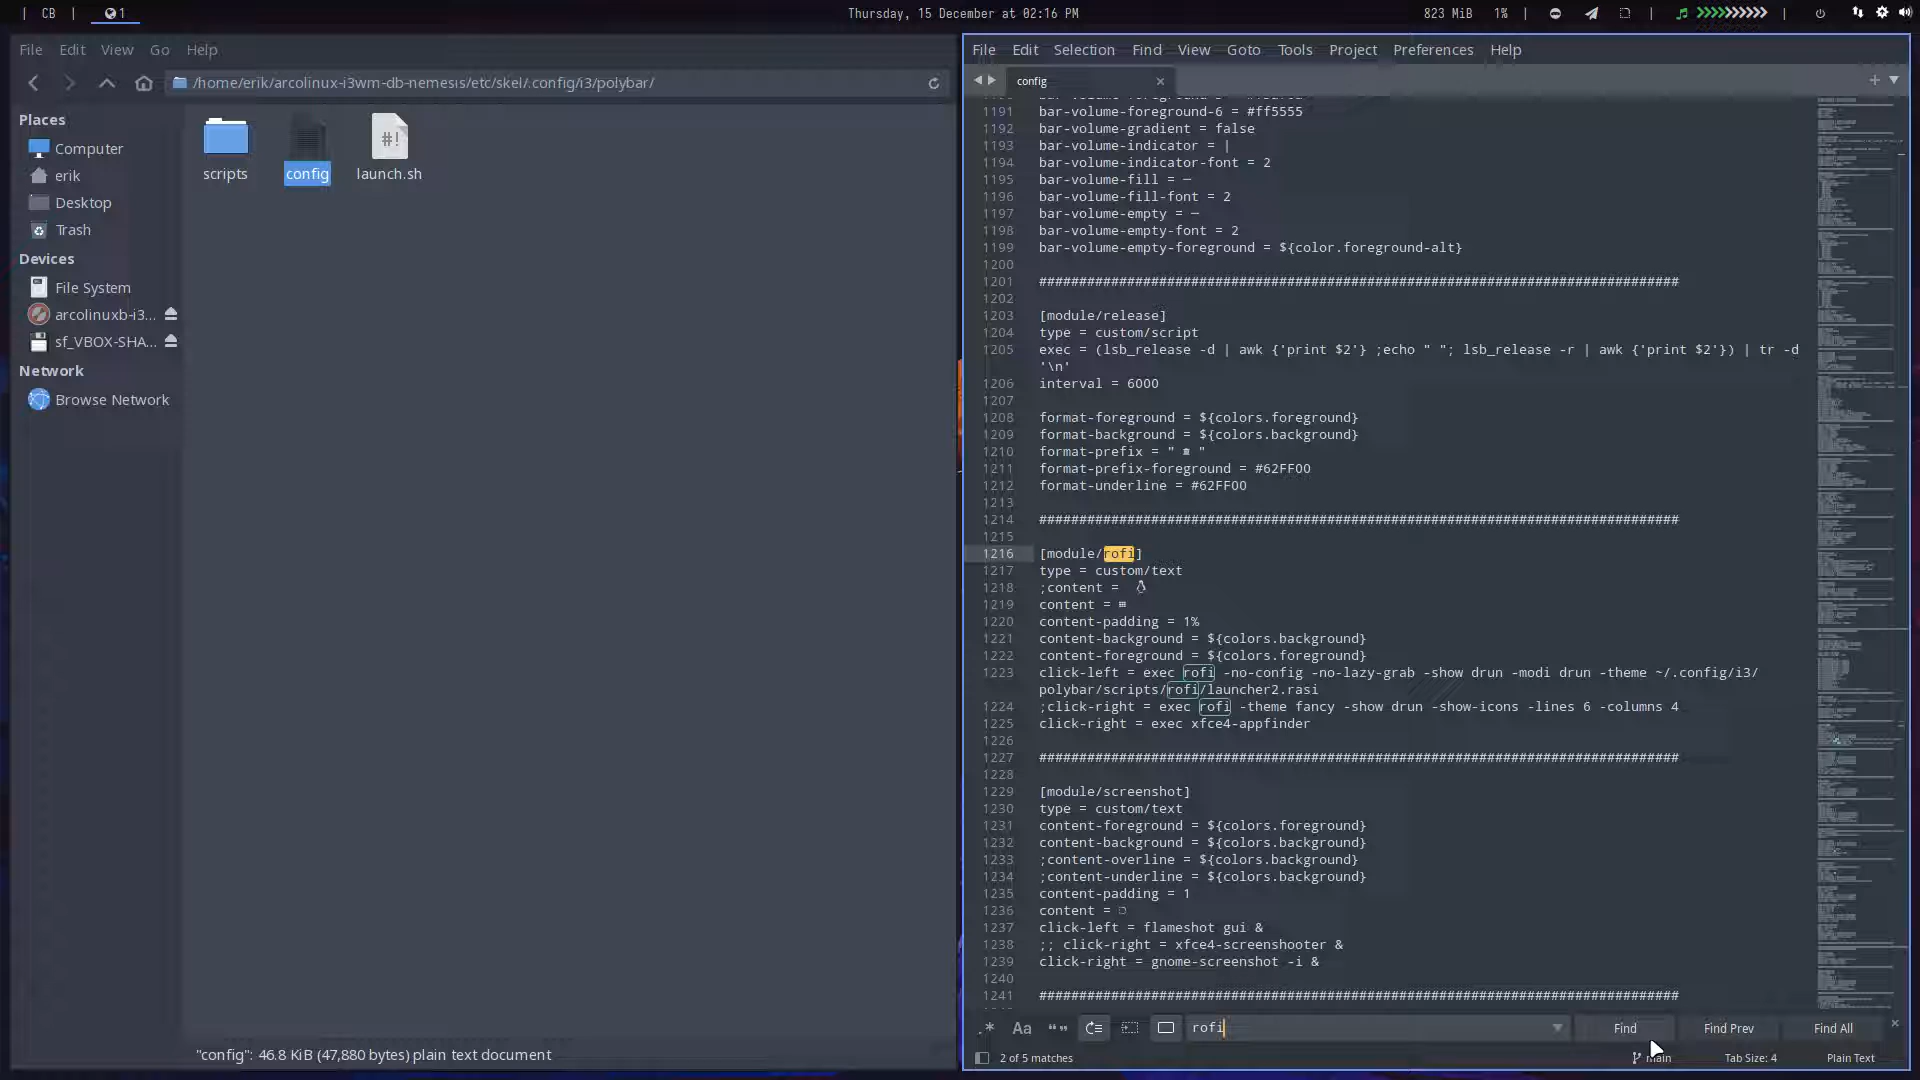 | CB | 1
Thursday, 15 December at 02:16 PM
823 MiB 1% | | |
File Edit View Go Help
/home/erik/arcolinux-i3wm-db-nemesis/etc/skel/.config/i3/polybar/
Places
Computer
erik
Desktop
Trash
Devices
File System
arcolinuxb-i3...
sf_VBOX-SHA...
Network
Browse Network
scripts
config
#!
launch.sh
"config": 46.8 KiB (47,880 bytes) plain text document
File Edit Selection Find View Goto Tools Project Preferences Help
config
1191 bar-volume-foreground-6 = #ff5555
1192 bar-volume-gradient = false
1193 bar-volume-indicator = |
1194 bar-volume-indicator-font = 2
1195 bar-volume-fill = ─
1196 bar-volume-fill-font = 2
1197 bar-volume-empty = ─
1198 bar-volume-empty-font = 2
1199 bar-volume-empty-foreground = ${color.foreground-alt}
1200
1201 ################################################################################
1202
1203 [module/release]
1204 type = custom/script
1205 exec = (lsb_release -d | awk {'print $2'} ;echo " "; lsb_release -r | awk {'print $2'}) | tr -d
'\n'
1206 interval = 6000
1207
1208 format-foreground = ${colors.foreground}
1209 format-background = ${colors.background}
1210 format-prefix = " "
1211 format-prefix-foreground = #62FF00
1212 format-underline = #62FF00
1213
1214 ################################################################################
1215
1216 [module/rofi]
1217 type = custom/text
1218 ;content =
1219 content =
1220 content-padding = 1%
1221 content-background = ${colors.background}
1222 content-foreground = ${colors.foreground}
1223 click-left = exec rofi -no-config -no-lazy-grab -show drun -modi drun -theme ~/.config/i3/
polybar/scripts/rofi/launcher2.rasi
1224 ;click-right = exec rofi -theme fancy -show drun -show-icons -lines 6 -columns 4
1225 click-right = exec xfce4-appfinder
1226
1227 ################################################################################
1228
1229 [module/screenshot]
1230 type = custom/text
1231 content-foreground = ${colors.foreground}
1232 content-background = ${colors.background}
1233 ;content-overline = ${colors.background}
1234 ;content-underline = ${colors.background}
1235 content-padding = 1
1236 content =
1237 click-left = flameshot gui &
1238 ;; click-right = xfce4-screenshooter &
1239 click-right = gnome-screenshot -i &
1240
1241 ################################################################################
.* Aa “” rofi Find Find Prev Find All
2 of 5 matches main Tab Size: 4 Plain Text